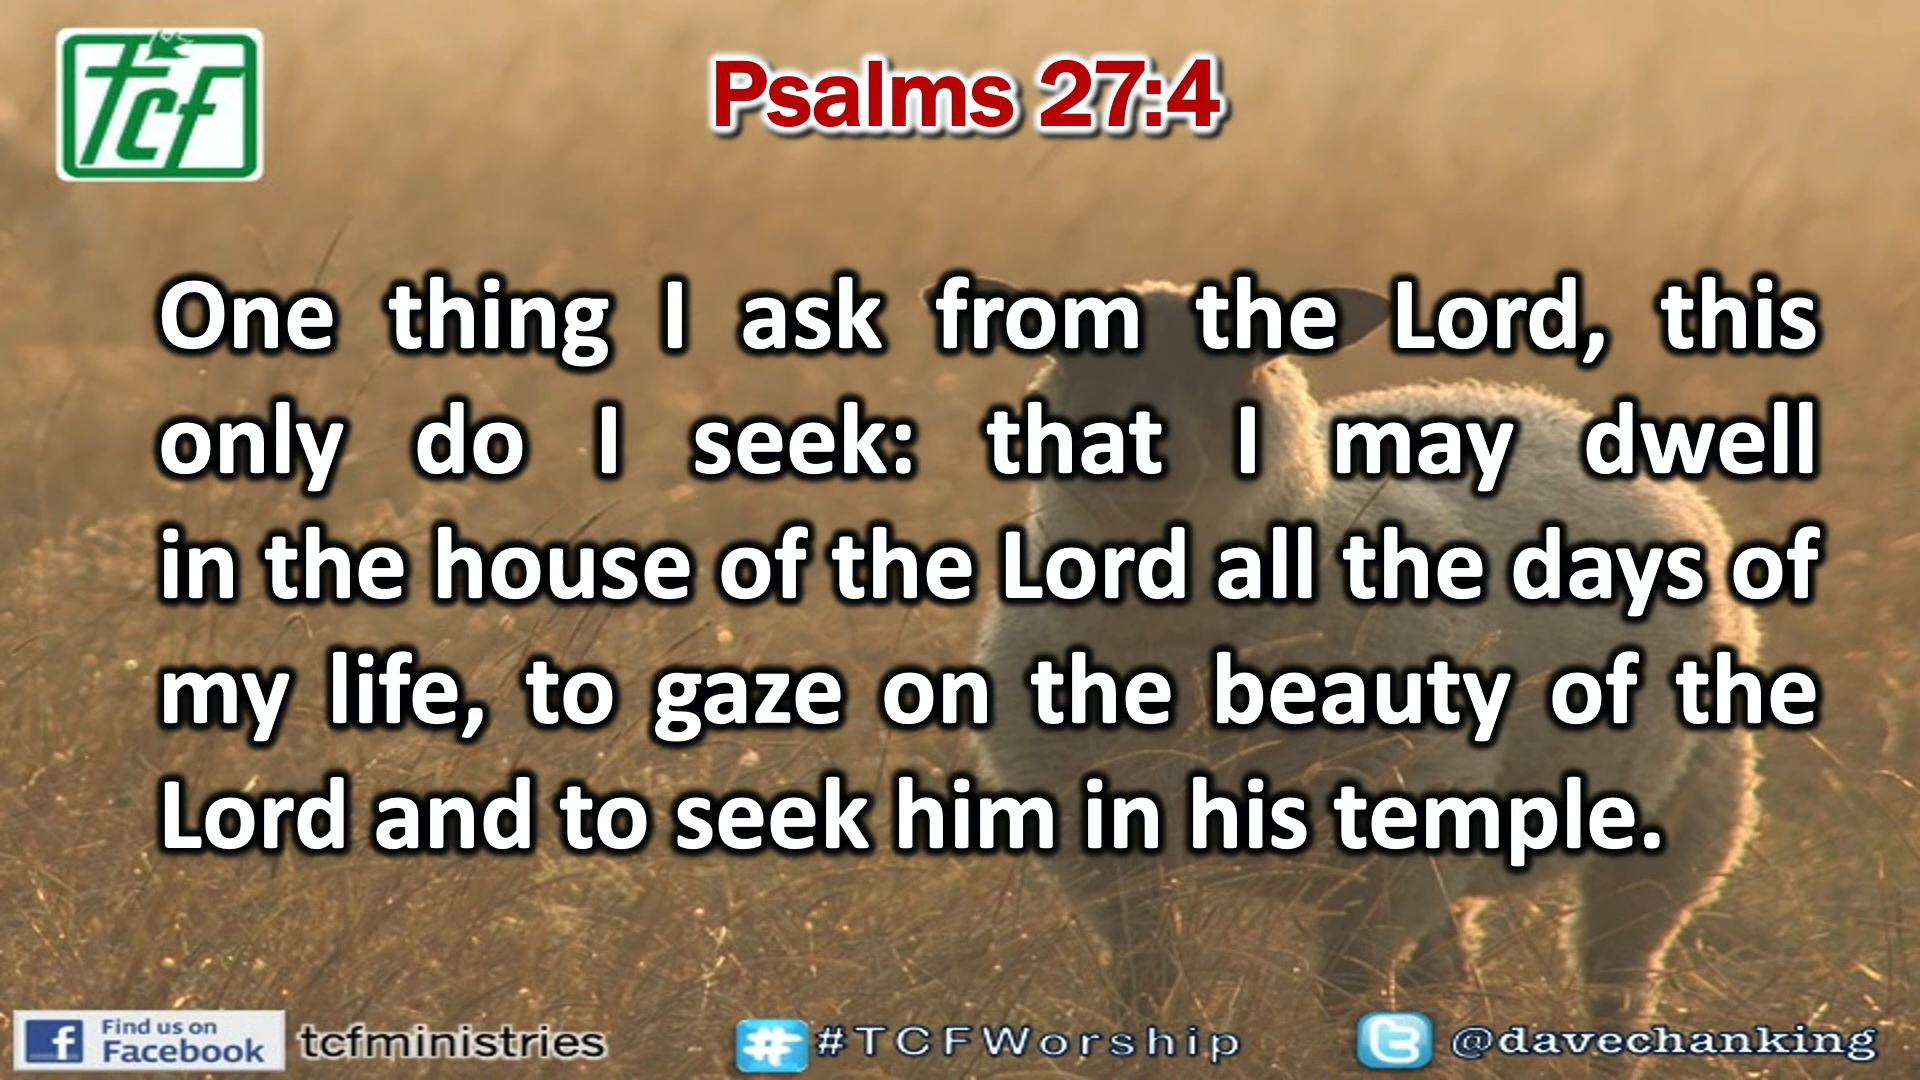 tcf
Psalms 27:4
One thing I ask from the Lord, this
only do I seek: that I may dwell
in the house of the Lord all the days of
my life, to gaze on the beauty of the
Lord and to seek him in his temple.
Find us on
Facebook
tcfministries
#TCFWorship
@davechanking